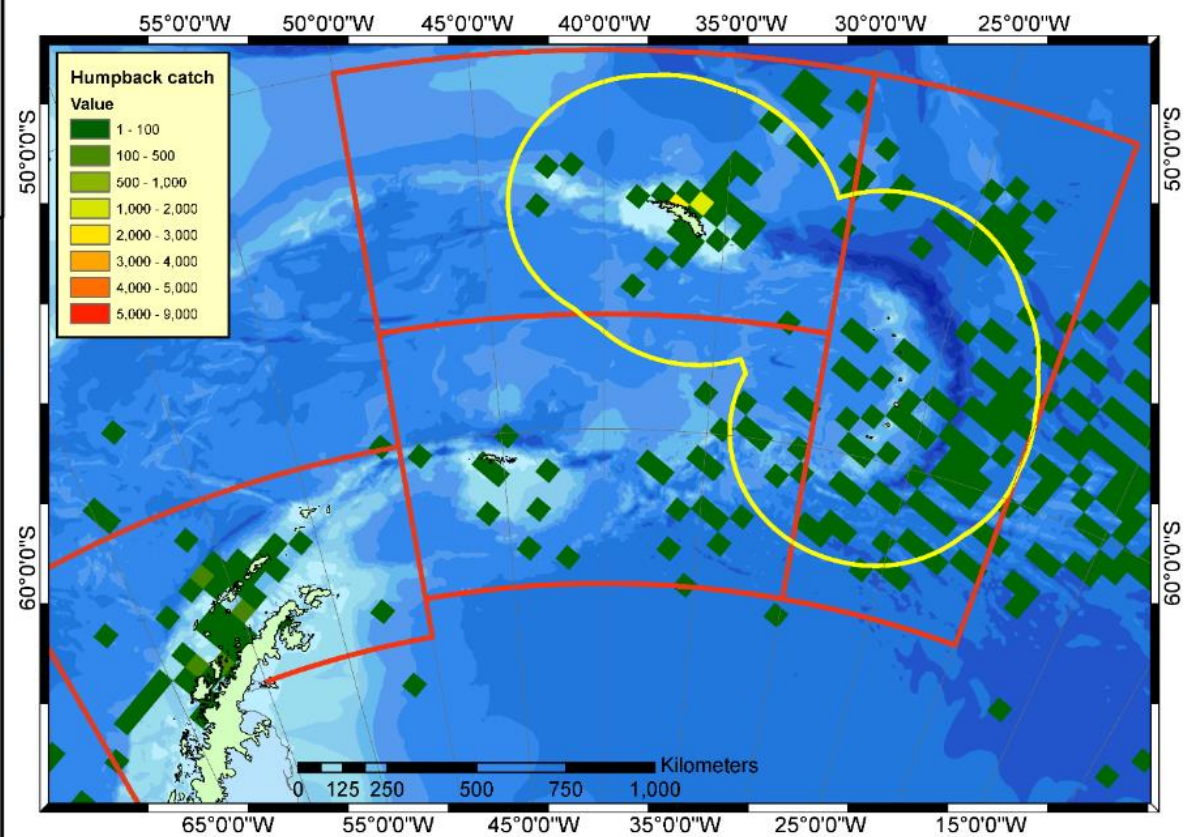 55°0'0"W 50°0'0"W 45°0'0"W 40°0'0"W 35°0'0"W 30°0'0"W 25°0'0"W
Humpback catch
Value
1 - 100
100 - 500
500 - 1,000
1,000 - 2,000
2,000 - 3,000
3,000 - 4,000
4,000 - 5,000
5,000 - 9,000
50°0'0"S
50°0'0"S
60°0'0"S
60°0'0"S
Kilometers
0 125 250 500 750 1,000
65°0'0"W 55°0'0"W 45°0'0"W 35°0'0"W 25°0'0"W 15°0'0"W